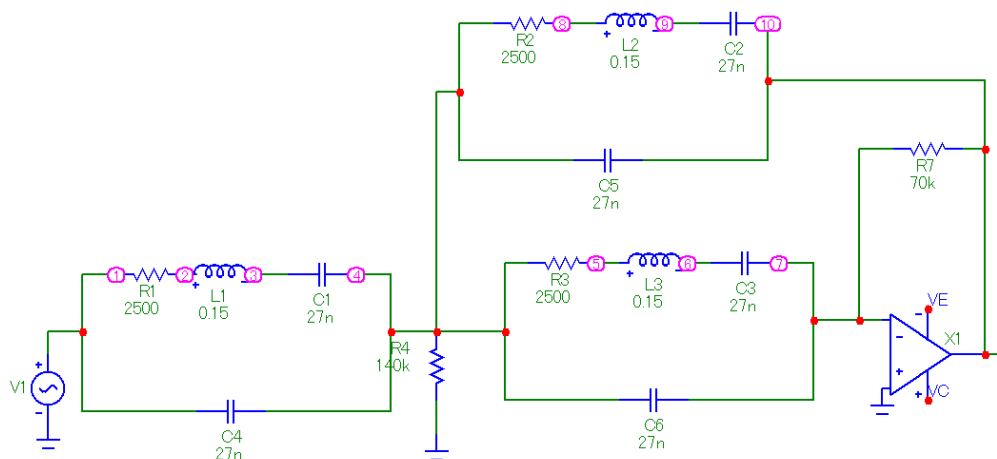 8
9
10
R2
2500
L2
0.15
C2
27n
+
C5
27n
R7
70k
1
2
3
4
R1
2500
L1
0.15
C1
27n
+
5
6
7
R3
2500
L3
0.15
C3
27n
+
R4
140k
V1
+
-
C4
27n
C6
27n
VE
-
X1
-
+
+
VC